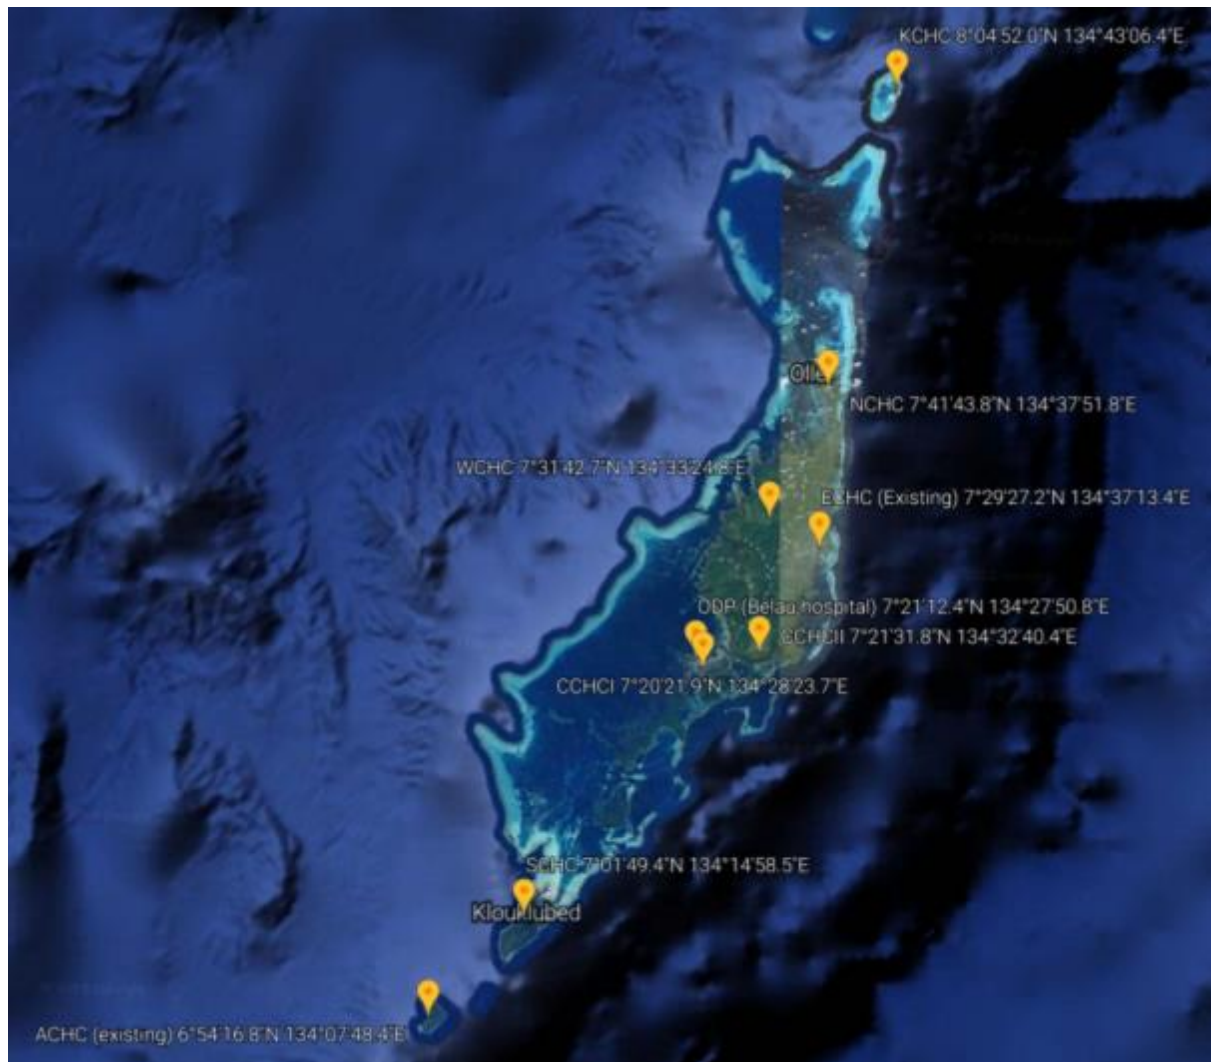 KCHC 8°04'52.0"N 134°43'06.4"E
NCHC 7°41'43.8"N 134°37'51.8"E
WCHC 7°31'42.7"N 134°33'24.8"E
ECHC (Existing) 7°29'27.2"N 134°37'13.4"E
ODP (Belau hospital) 7°21'12.4"N 134°27'50.8"E
CCHCII 7°21'31.8"N 134°32'40.4"E
CCHCI 7°20'21.9"N 134°28'23.7"E
SCHC 7°01'49.4"N 134°14'58.5"E
Klouklubed
ACHC (existing) 6°54'16.8"N 134°07'48.4"E